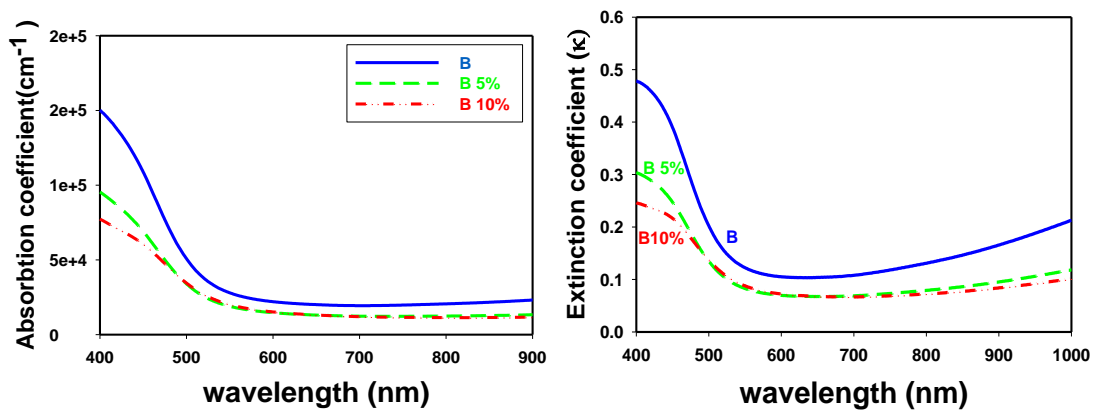 Absorbtion coefficient(cm-1)
2e+5
2e+5
1e+5
5e+4
0
B
B 5%
B 10%
400 500 600 700 800 900
wavelength (nm)
Extinction coefficient (κ)
0.6
0.5
0.4
0.3
0.2
0.1
0.0
B 5%
B10%
B
400 500 600 700 800 900 1000
wavelength (nm)